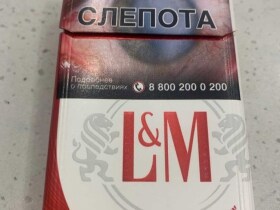 СЛЕПОТА
Подробнее
о последствиях
8 800 200 0 200
L&M